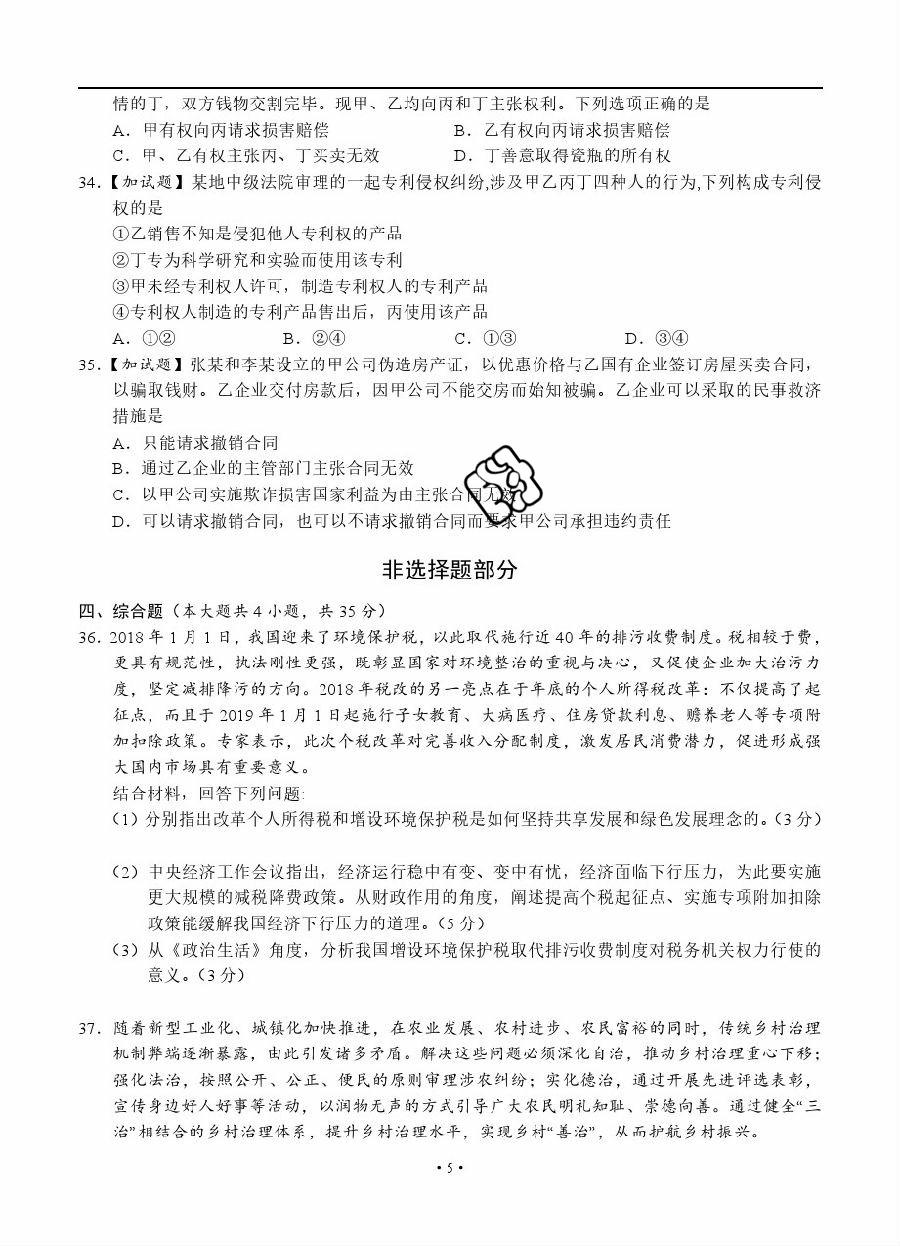 情的丁，双方钱物交割完毕。现甲、乙均向丙和丁主张权利。下列选项正确的是
A．甲有权向丙请求损害赔偿 B．乙有权向丙请求损害赔偿
C．甲、乙有权主张丙、丁买卖无效 D．丁善意取得瓷瓶的所有权
34．【加试题】某地中级法院审理的一起专利侵权纠纷,涉及甲乙丙丁四种人的行为,下列构成专利侵
权的是
①乙销售不知是侵犯他人专利权的产品
②丁专为科学研究和实验而使用该专利
③甲未经专利权人许可，制造专利权人的专利产品
④专利权人制造的专利产品售出后，丙使用该产品
A．①② B．②④ C．①③ D．③④
35．【加试题】张某和李某设立的甲公司伪造房产证，以优惠价格与乙国有企业签订房屋买卖合同，
以骗取钱财。乙企业交付房款后，因甲公司不能交房而始知被骗。乙企业可以采取的民事救济
措施是
A．只能请求撤销合同
B．通过乙企业的主管部门主张合同无效
C．以甲公司实施欺诈损害国家利益为由主张合同无效
D．可以请求撤销合同，也可以不请求撤销合同而要求甲公司承担违约责任
非选择题部分
四、综合题（本大题共 4 小题，共 35 分）
36．2018 年 1 月 1 日，我国迎来了环境保护税，以此取代施行近 40 年的排污收费制度。税相较于费，
更具有规范性，执法刚性更强，既彰显国家对环境整治的重视与决心，又促使企业加大治污力
度，坚定减排降污的方向。2018 年税改的另一亮点在于年底的个人所得税改革：不仅提高了起
征点，而且于 2019 年 1 月 1 日起施行子女教育、大病医疗、住房贷款利息、赡养老人等专项附
加扣除政策。专家表示，此次个税改革对完善收入分配制度，激发居民消费潜力，促进形成强
大国内市场具有重要意义。
结合材料，回答下列问题:
（1）分别指出改革个人所得税和增设环境保护税是如何坚持共享发展和绿色发展理念的。（3 分）
（2）中央经济工作会议指出，经济运行稳中有变、变中有忧，经济面临下行压力，为此要实施
更大规模的减税降费政策。从财政作用的角度，阐述提高个税起征点、实施专项附加扣除
政策能缓解我国经济下行压力的道理。（5 分）
（3）从《政治生活》角度，分析我国增设环境保护税取代排污收费制度对税务机关权力行使的
意义。（3 分）
37．随着新型工业化、城镇化加快推进，在农业发展、农村进步、农民富裕的同时，传统乡村治理
机制弊端逐渐暴露，由此引发诸多矛盾。解决这些问题必须深化自治，推动乡村治理重心下移；
强化法治，按照公开、公正、便民的原则审理涉农纠纷；实化德治，通过开展先进评选表彰，
宣传身边好人好事等活动，以润物无声的方式引导广大农民明礼知耻、崇德向善。通过健全“三
治”相结合的乡村治理体系，提升乡村治理水平，实现乡村“善治”，从而护航乡村振兴。
• 5 •